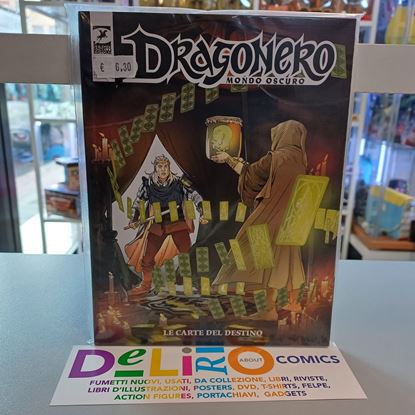 € 6,30
DRAGONERO
MONDO OSCURO
LE CARTE DEL DESTINO
DELIRIO ABOUT COMICS
FUMETTI NUOVI, USATI, DA COLLEZIONE, LIBRI, RIVISTE,
LIBRI D'ILLUSTRAZIONI, POSTERS, DVD, T-SHIRTS, FELPE,
ACTION FIGURES, PORTACHIAVI, GADGETS